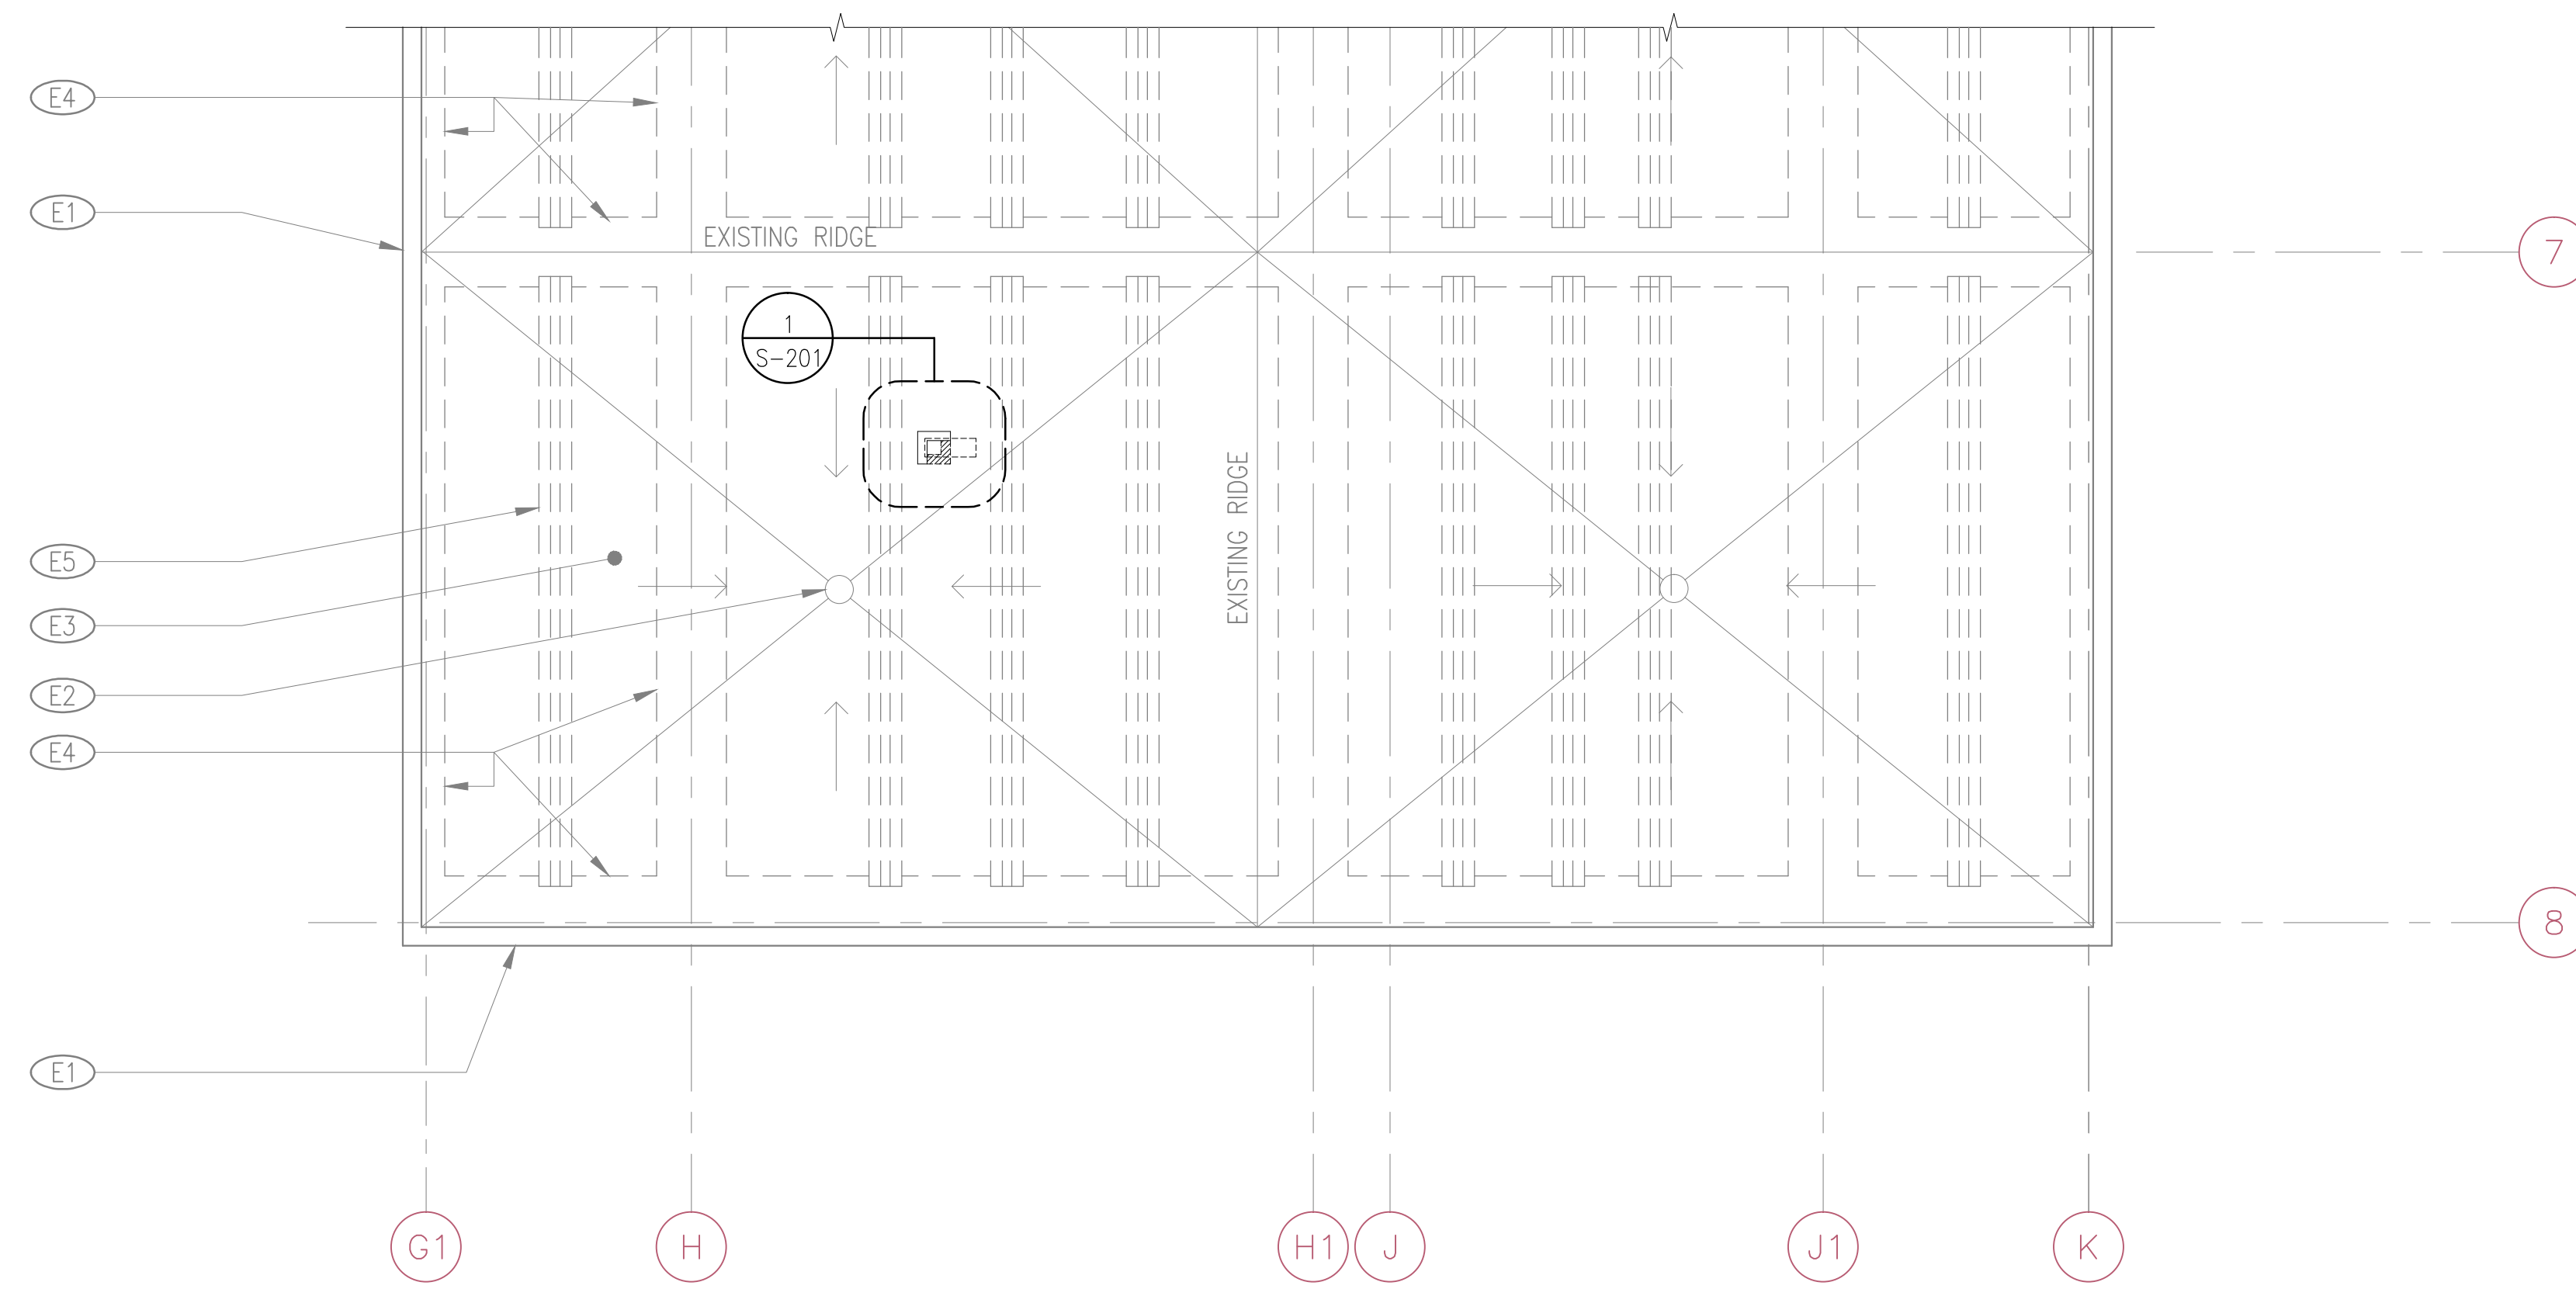 E4
E1
EXISTING RIDGE
7
1
S-201
EXISTING RIDGE
E5
E3
E2
E4
8
E1
G1
H
H1
J
J1
K